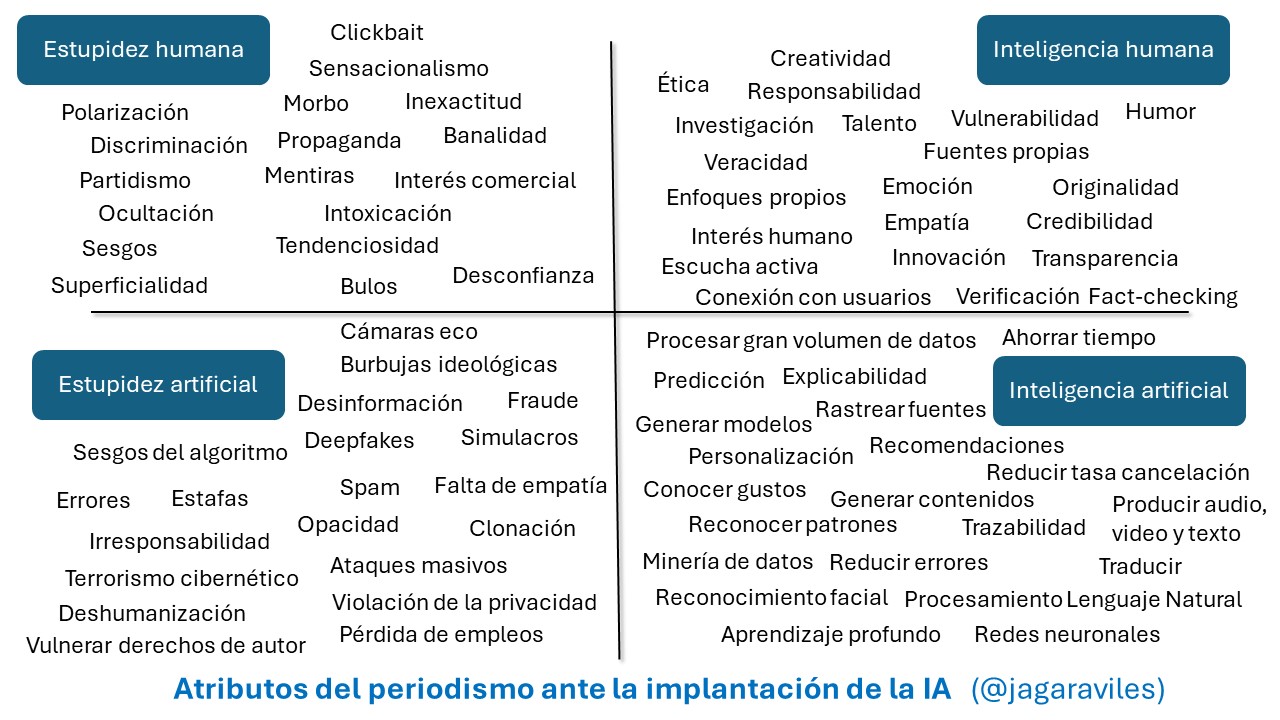 Estupidez humana
Clickbait
Sensacionalismo
Morbo
Inexactitud
Polarización
Discriminación
Propaganda
Banalidad
Partidismo
Mentiras
Interés comercial
Ocultación
Intoxicación
Sesgos
Tendenciosidad
Superficialidad
Bulos
Desconfianza
Inteligencia humana
Creatividad
Ética
Responsabilidad
Investigación
Talento
Vulnerabilidad
Humor
Veracidad
Fuentes propias
Enfoques propios
Emoción
Originalidad
Interés humano
Empatía
Credibilidad
Escucha activa
Innovación
Transparencia
Conexión con usuarios
Verificación
Fact-checking
Estupidez artificial
Cámaras eco
Burbujas ideológicas
Desinformación
Fraude
Sesgos del algoritmo
Deepfakes
Simulacros
Errores
Estafas
Spam
Falta de empatía
Irresponsabilidad
Opacidad
Clonación
Terrorismo cibernético
Ataques masivos
Deshumanización
Violación de la privacidad
Vulnerar derechos de autor
Pérdida de empleos
Procesar gran volumen de datos
Ahorrar tiempo
Inteligencia artificial
Predicción
Explicabilidad
Rastrear fuentes
Generar modelos
Recomendaciones
Personalización
Reducir tasa cancelación
Conocer gustos
Generar contenidos
Producir audio,
video y texto
Reconocer patrones
Trazabilidad
Minería de datos
Reducir errores
Traducir
Reconocimiento facial
Procesamiento Lenguaje Natural
Aprendizaje profundo
Redes neuronales
Atributos del periodismo ante la implantación de la IA (@jagaraviles)